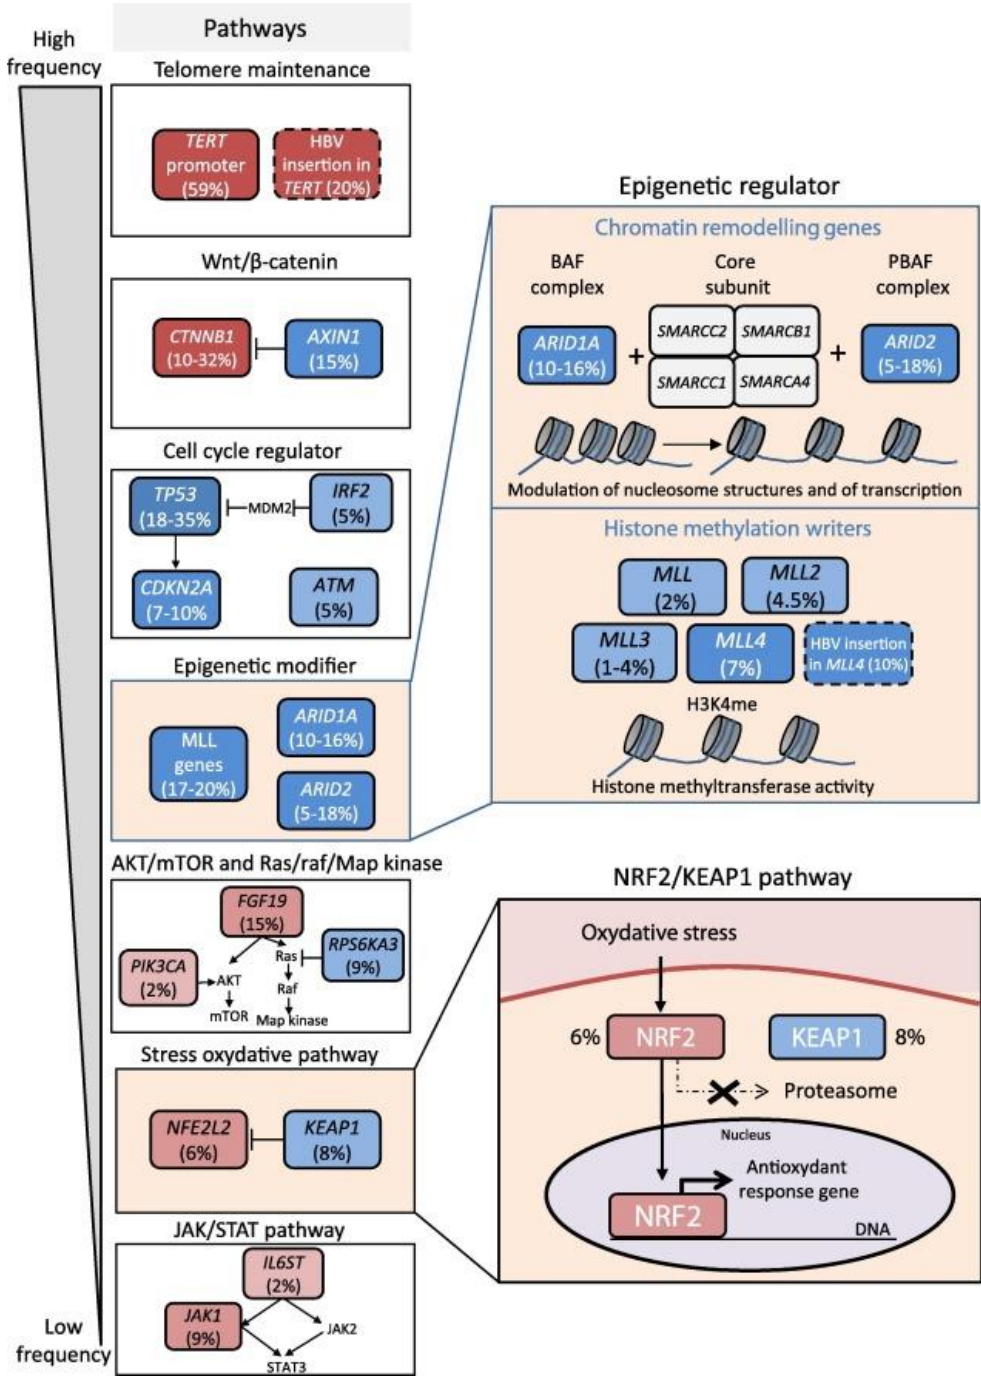 Pathways
High
frequency
Telomere maintenance
TERT
promoter
(59%)
HBV
insertion in
TERT (20%)
Wnt/β-catenin
CTNNB1
(10-32%)
AXIN1
(15%)
Cell cycle regulator
TP53
(18-35%
MDM2
IRF2
(5%)
CDKN2A
(7-10%
ATM
(5%)
Epigenetic modifier
MLL
genes
(17-20%)
ARID1A
(10-16%)
ARID2
(5-18%)
AKT/mTOR and Ras/raf/Map kinase
FGF19
(15%)
PIK3CA
(2%)
AKT
mTOR
Ras
Raf
Map kinase
RPS6KA3
(9%)
Stress oxydative pathway
NFE2L2
(6%)
KEAP1
(8%)
JAK/STAT pathway
IL6ST
(2%)
JAK1
(9%)
JAK2
STAT3
Low
frequency
Epigenetic regulator
Chromatin remodelling genes
BAF
complex
Core
subunit
PBAF
complex
ARID1A
(10-16%)
+
SMARCC2
SMARCB1
SMARCC1
SMARCA4
+
ARID2
(5-18%)
Modulation of nucleosome structures and of transcription
Histone methylation writers
MLL
(2%)
MLL2
(4.5%)
MLL3
(1-4%)
MLL4
(7%)
HBV insertion
in MLL4 (10%)
H3K4me
Histone methyltransferase activity
NRF2/KEAP1 pathway
Oxydative stress
6%
NRF2
KEAP1
8%
Proteasome
Nucleus
Antioxydant
response gene
NRF2
DNA